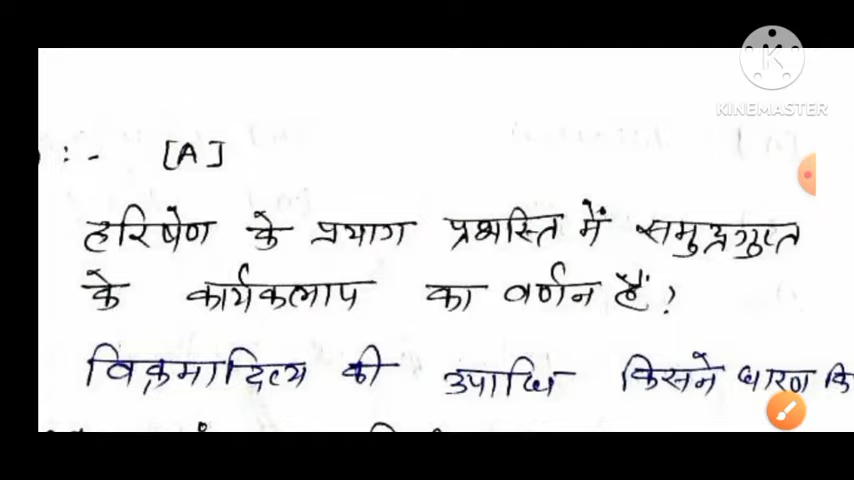 KINEMASTER
:- [A]
हरिषेण के प्रयाग प्रशस्ति में समुद्रगुप्त
के कार्यकलाप का वर्णन हैं?
विक्रमादित्य की उपाधि किसने धारण कि